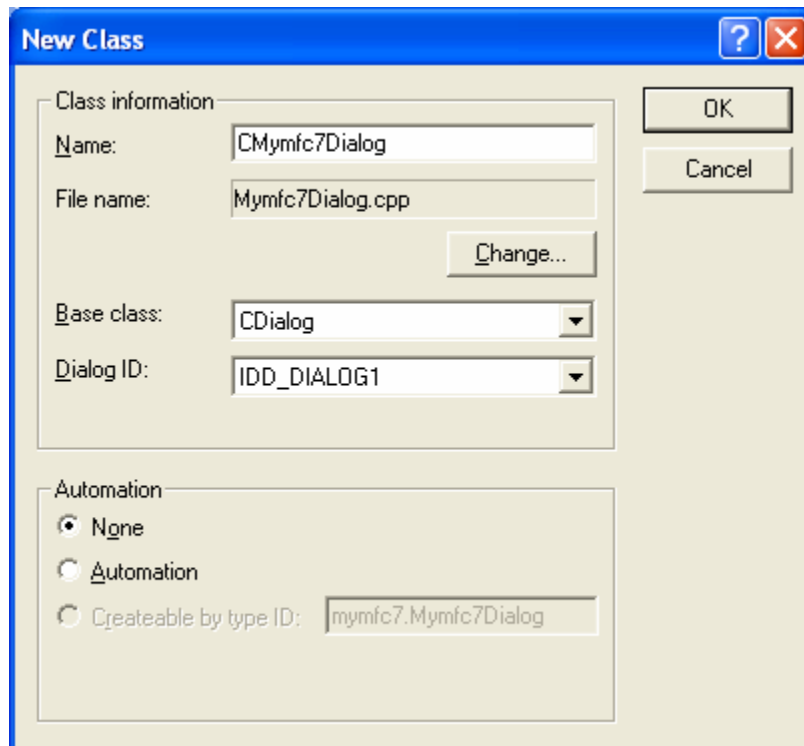 New Class
Class information
OK
Name: CMymfc7Dialog
Cancel
File name: Mymfc7Dialog.cpp
Change...
Base class: CDialog
Dialog ID: IDD_DIALOG1
Automation
None
Automation
Createable by type ID: mymfc7.Mymfc7Dialog